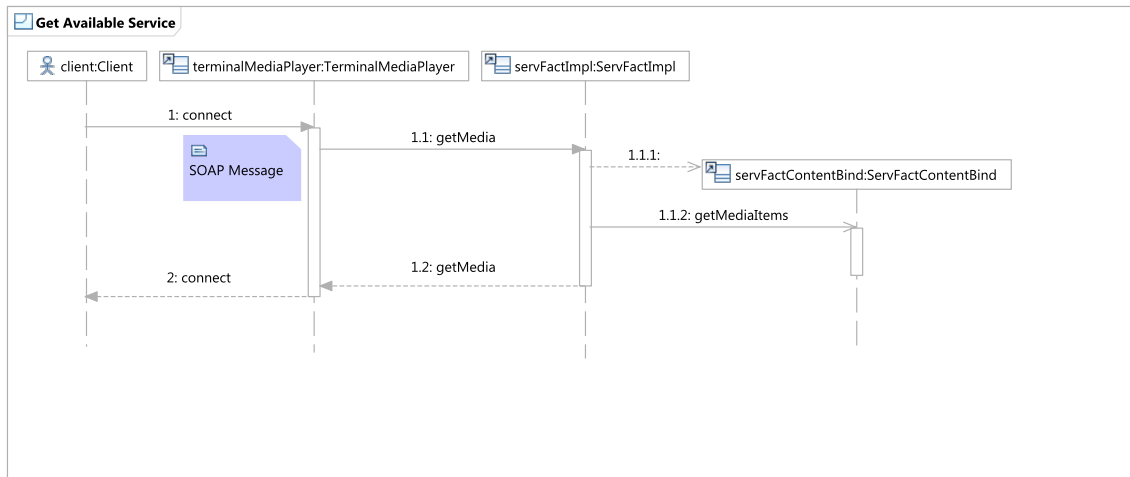 Get Available Service
client:Client
terminalMediaPlayer:TerminalMediaPlayer
servFactImpl:ServFactImpl
1: connect
1.1: getMedia
1.1.1:
SOAP Message
servFactContentBind:ServFactContentBind
1.1.2: getMediaItems
1.2: getMedia
2: connect